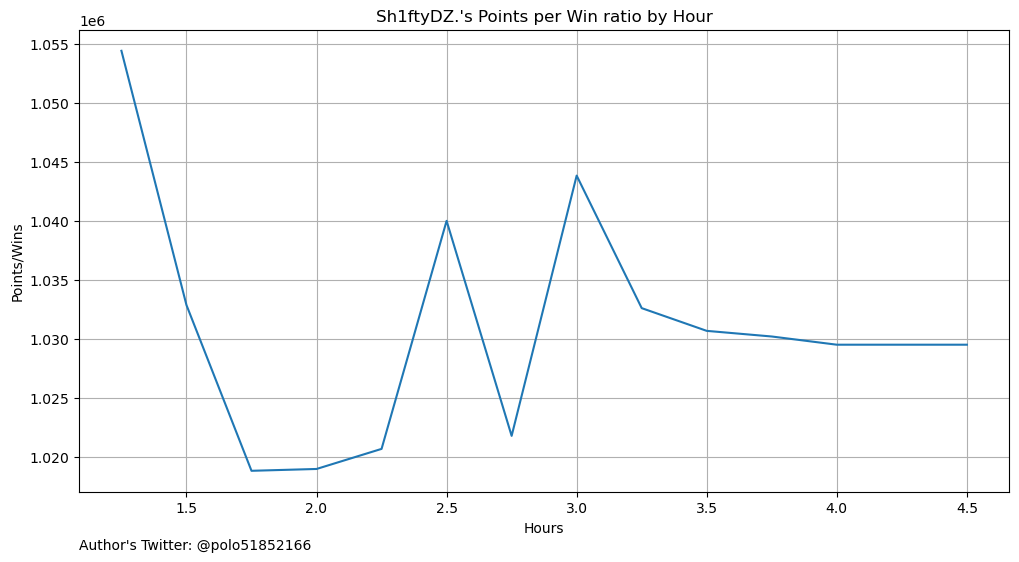 Sh1ftyDZ.'s Points per Win ratio by Hour
1e6
1.055
1.050
1.045
1.040
1.035
1.030
1.025
1.020
Points/Wins
1.5 2.0 2.5 3.0 3.5 4.0 4.5
Hours
Author's Twitter: @polo51852166